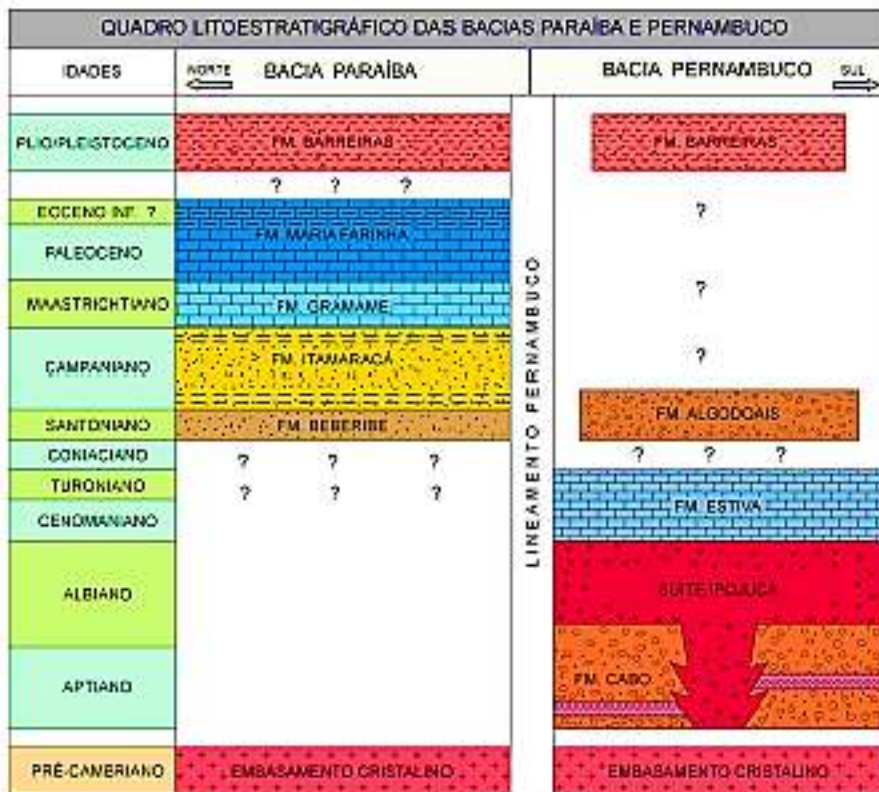 QUADRO LITOESTRATIGRÁFICO DAS BACIAS PARAÍBA E PERNAMBUCO
IDADES
NORTE
BACIA PARAÍBA
BACIA PERNAMBUCO
SUL
PLIO/PLEISTOCENO
FM. BARREIRAS
FM. BARREIRAS
? ? ?
EOCENO INF. ?
?
FM. MARIA FARINHA
PALEOCENO
MAASTRICHTIANO
FM. GRAMAME
?
CAMPANIANO
FM. ITAMARACÁ
?
SANTONIANO
FM. BEBERIBE
FM. ALGODOAIS
CONIACIANO
? ? ?
? ? ?
TURONIANO
? ? ?
CENOMANIANO
FM. ESTIVA
LINEAMENTO PERNAMBUCO
ALBIANO
SUITE IPOJUCA
APTIANO
FM. CABO
PRÉ-CAMBRIANO
EMBASAMENTO CRISTALINO
EMBASAMENTO CRISTALINO